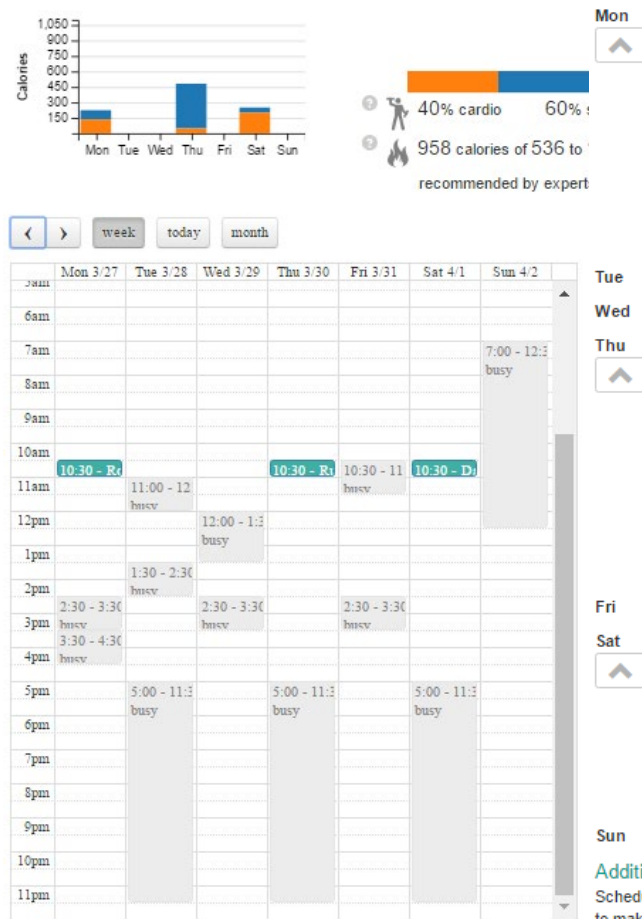 Calories
1,050
900
750
600
450
300
150
Mon Tue Wed Thu Fri Sat Sun
? 40% cardio 60%
? 958 calories of 536 to
recommended by expert
Mon
‹ › week today month
Mon 3/27 Tue 3/28 Wed 3/29 Thu 3/30 Fri 3/31 Sat 4/1 Sun 4/2
5am
6am
7am
7:00 - 12:3
busy
8am
9am
10am
10:30 - Ro 10:30 - Ru 10:30 - 11 10:30 - Dr
busy
11am
11:00 - 12
busy
12pm
12:00 - 1:3
busy
1pm
1:30 - 2:30
busy
2pm
2:30 - 3:30 2:30 - 3:30 2:30 - 3:30
busy busy busy
3pm
3:30 - 4:30
busy
4pm
5pm
5:00 - 11:3 5:00 - 11:3 5:00 - 11:3
busy busy busy
6pm
7pm
8pm
9pm
10pm
11pm
Tue
Wed
Thu
Fri
Sat
Sun
Additi
Sched
to mak